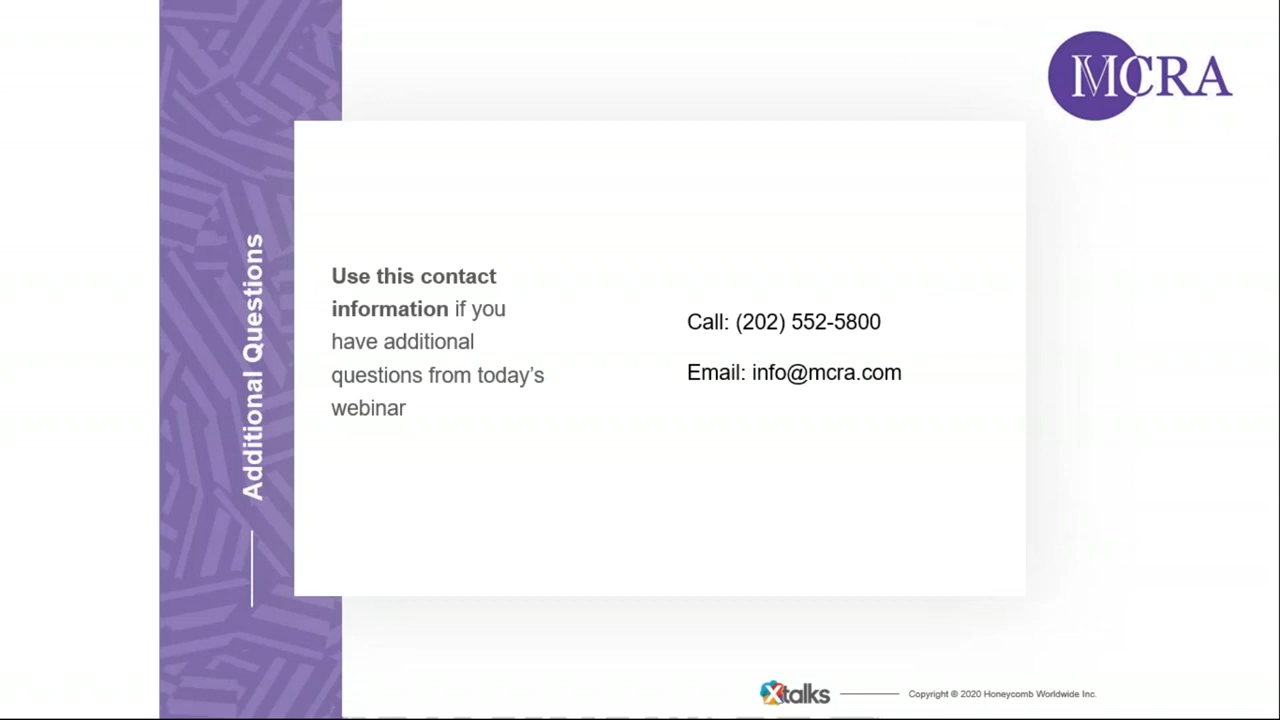 MCRA
Additional Questions
Use this contact
information if you
have additional
questions from today's
webinar
Call: (202) 552-5800
Email: info@mcra.com
Xtalks
Copyright ® 2020 Honeycomb Worldwide Inc.